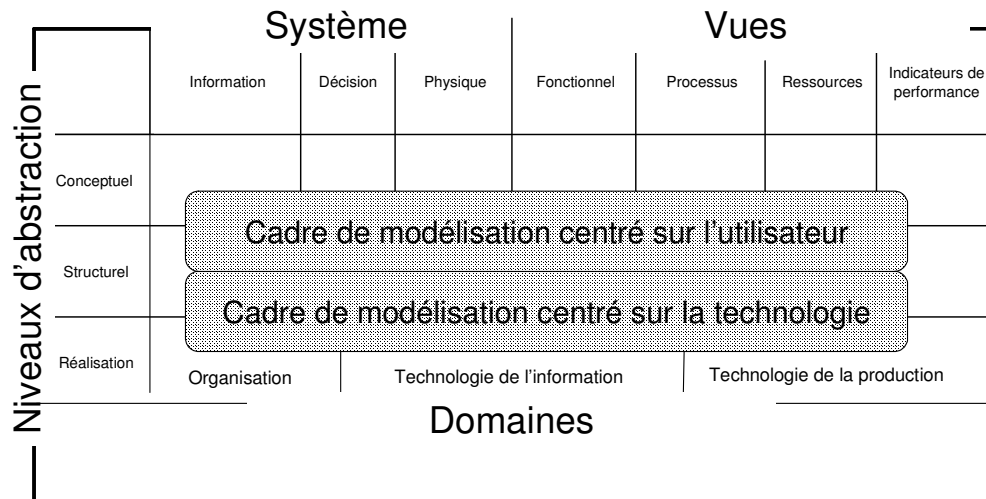 Système
Vues
Information
Décision
Physique
Fonctionnel
Processus
Ressources
Indicateurs de
performance
Niveaux d'abstraction
Conceptuel
Cadre de modélisation centré sur l'utilisateur
Structurel
Cadre de modélisation centré sur la technologie
Réalisation
Organisation
Technologie de l'information
Technologie de la production
Domaines